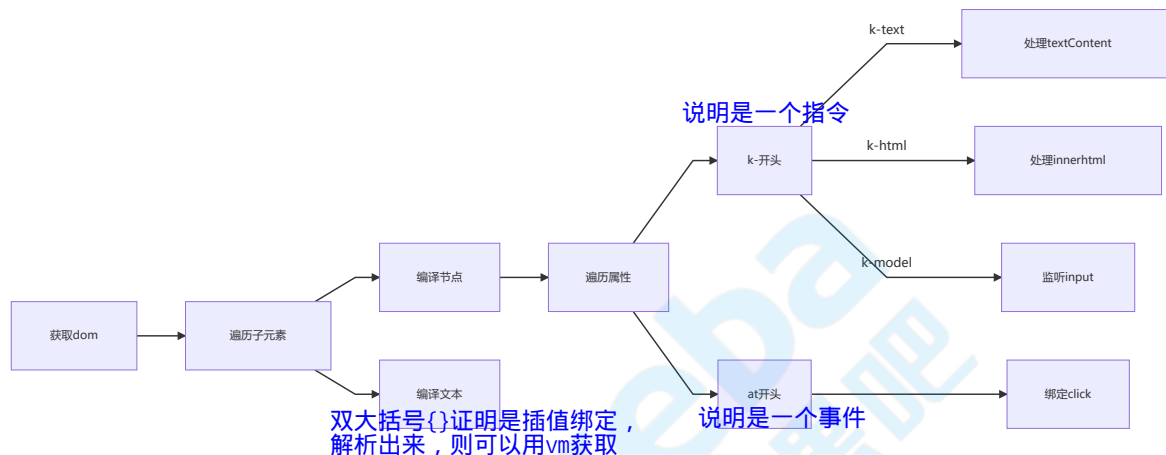 k-text
处理textContent
说明是一个指令
k-开头
k-html
处理innerhtml
编译节点
遍历属性
k-model
监听input
获取dom
遍历子元素
编译文本
at开头
绑定click
双大括号{}证明是插值绑定，
解析出来，则可以用vm获取
说明是一个事件
eba